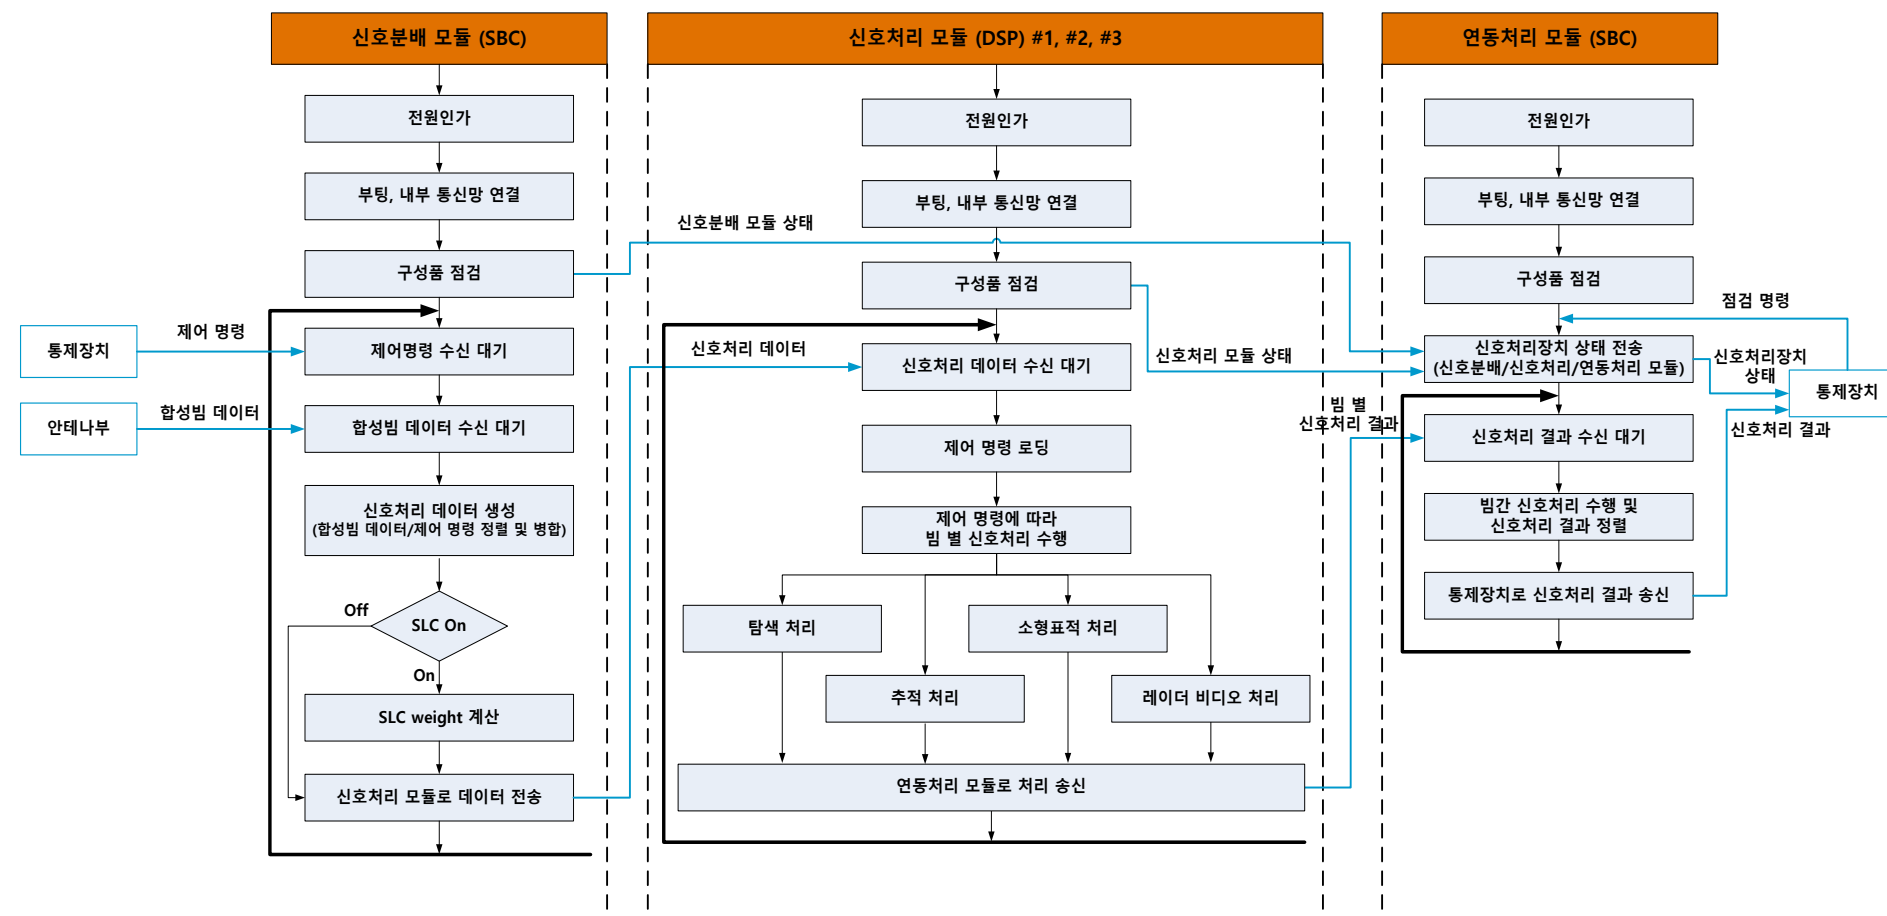 신호분배 모듈 (SBC)
전원인가
부팅, 내부 통신망 연결
구성품 점검
통제장치
제어 명령
제어명령 수신 대기
안테나부
합성빔 데이터
합성빔 데이터 수신 대기
신호처리 데이터 생성
(합성빔 데이터/제어 명령 정렬 및 병합)
Off
SLC On
On
SLC weight 계산
신호처리 모듈로 데이터 전송
신호처리 모듈 (DSP) #1, #2, #3
전원인가
부팅, 내부 통신망 연결
신호분배 모듈 상태
구성품 점검
신호처리 데이터
신호처리 데이터 수신 대기
신호처리 모듈 상태
제어 명령 로딩
제어 명령에 따라
빔 별 신호처리 수행
탐색 처리
소형표적 처리
추적 처리
레이더 비디오 처리
연동처리 모듈로 처리 송신
빔 별
신호처리 결과
연동처리 모듈 (SBC)
전원인가
부팅, 내부 통신망 연결
구성품 점검
점검 명령
신호처리장치 상태 전송
(신호분배/신호처리/연동처리 모듈)
신호처리장치
상태
통제장치
신호처리 결과
신호처리 결과 수신 대기
빔간 신호처리 수행 및
신호처리 결과 정렬
통제장치로 신호처리 결과 송신